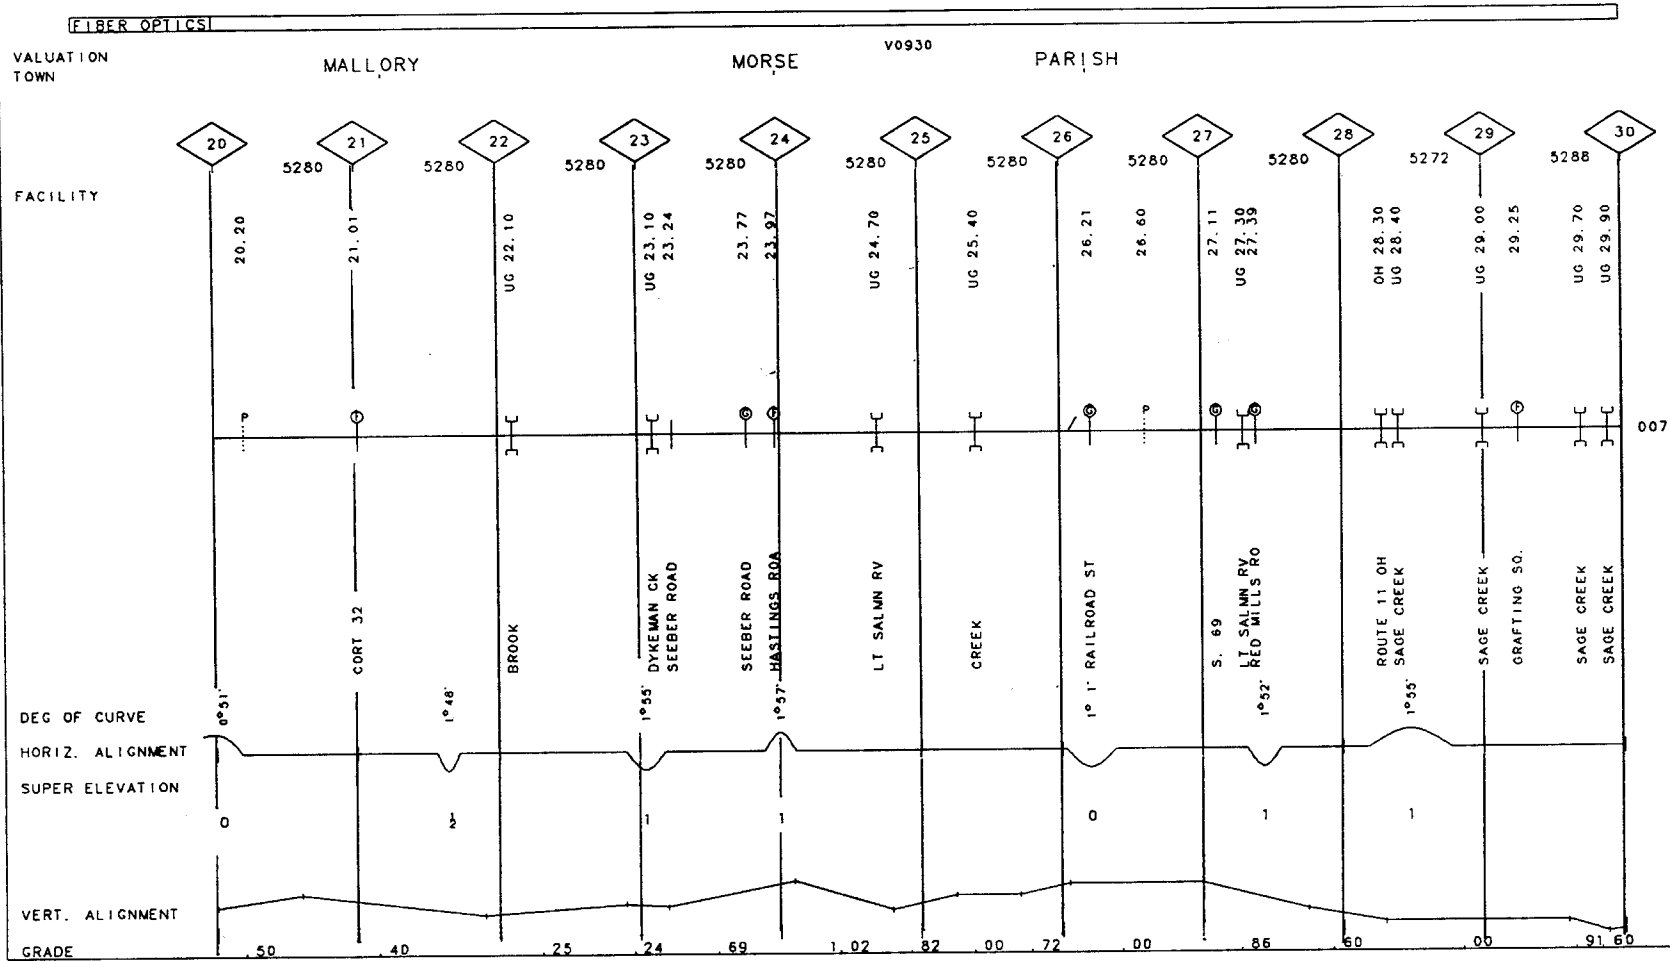 FIBER OPTICS
V0930
VALUATION
TOWN
MALLORY
MORSE
PARISH
20 21 22 23 24 25 26 27 28 29 30
5280 5280 5280 5280 5280 5280 5280 5280 5272 5288
FACILITY
20.20
21.01
UG 22.10
UG 23.10
23.24
23.77
23.97
UG 24.70
UG 25.40
26.21
26.60
27.11
UG 27.30
27.39
OH 28.30
UG 28.40
UG 29.00
29.25
UG 29.70
UG 29.90
P F G F G P G G F
007
CORT 32
BROOK
DYKEMAN CK
SEEBER ROAD
SEEBER ROAD
HASTINGS ROA
LT SALMN RV
CREEK
RAILROAD ST
S. 69
LT SALMN RV
RED MILLS RO
ROUTE 11 OH
SAGE CREEK
SAGE CREEK
GRAFTING SQ.
SAGE CREEK
SAGE CREEK
DEG OF CURVE
0°51' 1°48' 1°55' 1°57' 1° 1' 1°52' 1°55'
HORIZ. ALIGNMENT
SUPER ELEVATION
0 ½ 1 1 0 1 1
VERT. ALIGNMENT
GRADE .50 .40 .25 .24 .69 1.02 .82 .00 .72 .00 .86 .60 .00 .91 .60